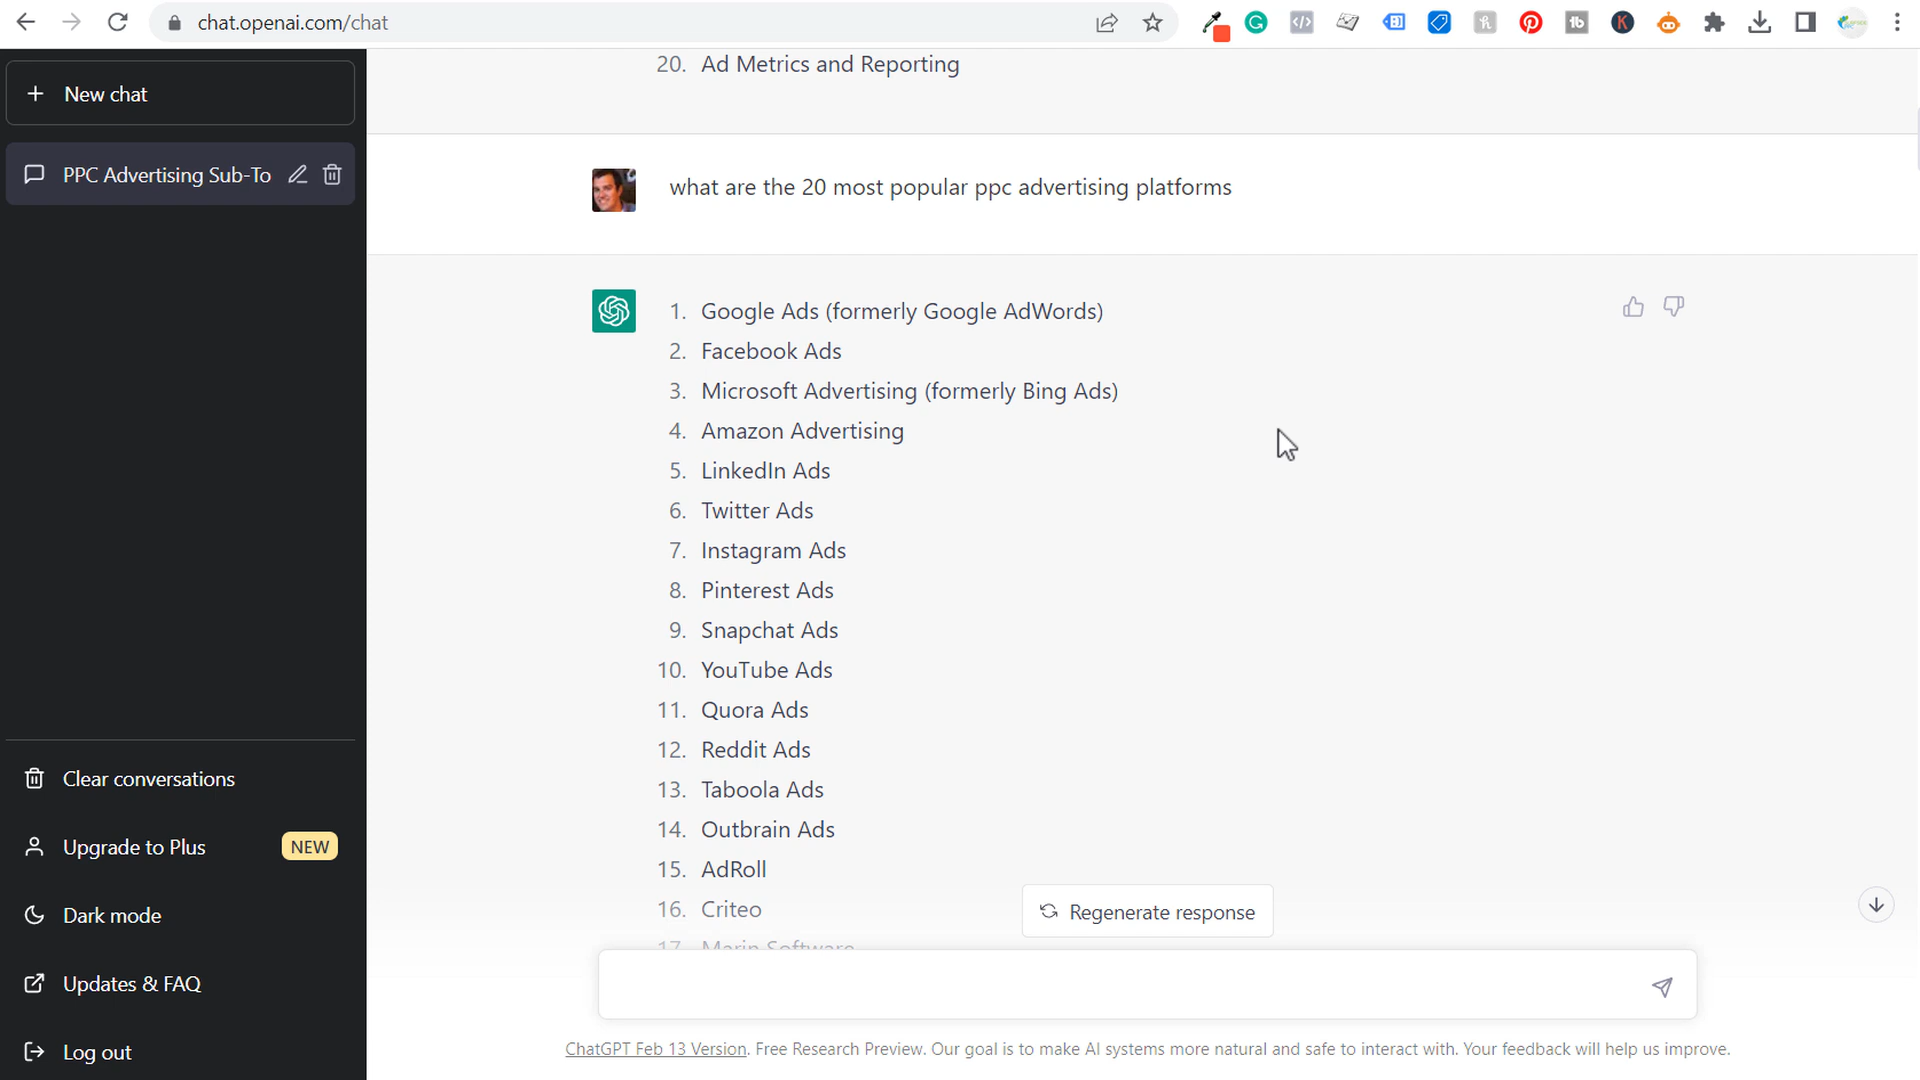 chat.openai.com/chat
New chat
PPC Advertising Sub-To
Clear conversations
Upgrade to Plus
NEW
Dark mode
Updates & FAQ
Log out
20. Ad Metrics and Reporting
what are the 20 most popular ppc advertising platforms
1. Google Ads (formerly Google AdWords)
2. Facebook Ads
3. Microsoft Advertising (formerly Bing Ads)
4. Amazon Advertising
5. LinkedIn Ads
6. Twitter Ads
7. Instagram Ads
8. Pinterest Ads
9. Snapchat Ads
10. YouTube Ads
11. Quora Ads
12. Reddit Ads
13. Taboola Ads
14. Outbrain Ads
15. AdRoll
16. Criteo
17. Marin Software
Regenerate response
ChatGPT Feb 13 Version. Free Research Preview. Our goal is to make AI systems more natural and safe to interact with. Your feedback will help us improve.